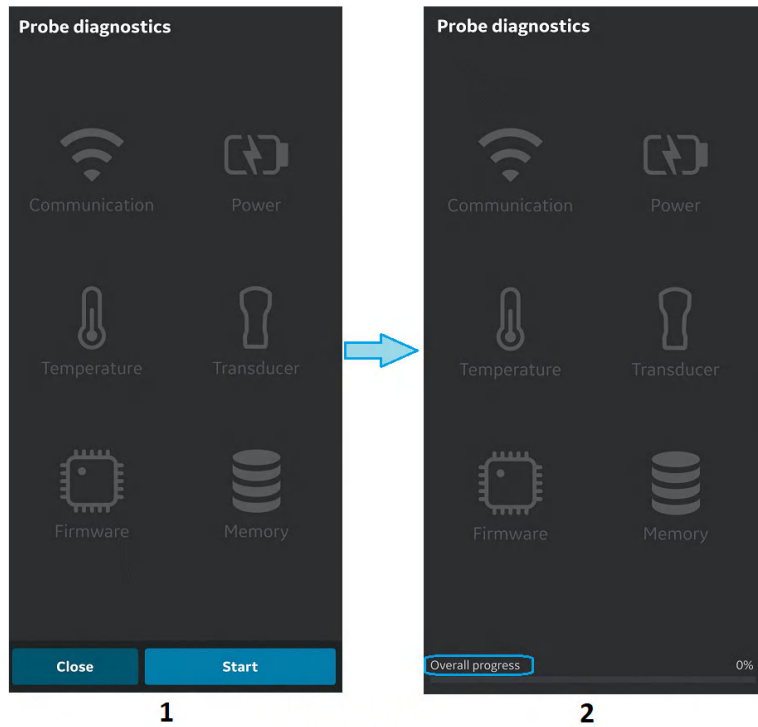 Probe diagnostics
Communication
Power
Temperature
Transducer
Firmware
Memory
Close
Start
1
Probe diagnostics
Communication
Power
Temperature
Transducer
Firmware
Memory
Overall progress
0%
2